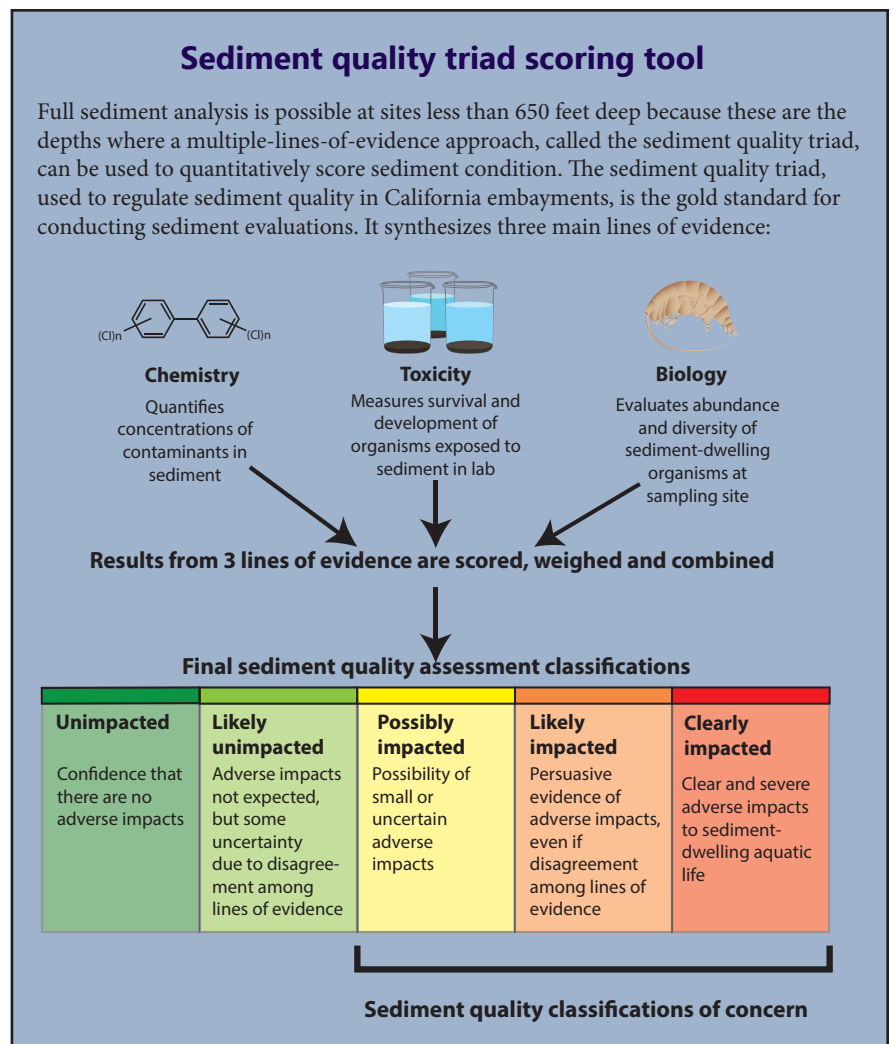 Sediment quality triad scoring tool
Full sediment analysis is possible at sites less than 650 feet deep because these are the
depths where a multiple-lines-of-evidence approach, called the sediment quality triad,
can be used to quantitatively score sediment condition. The sediment quality triad,
used to regulate sediment quality in California embayments, is the gold standard for
conducting sediment evaluations. It synthesizes three main lines of evidence:
(Cl)n
(Cl)n
Chemistry
Quantifies
concentrations of
contaminants in
sediment
Toxicity
Measures survival and
development of
organisms exposed to
sediment in lab
Biology
Evaluates abundance
and diversity of
sediment-dwelling
organisms at
sampling site
Results from 3 lines of evidence are scored, weighed and combined
Final sediment quality assessment classifications
Unimpacted
Confidence that
there are no
adverse impacts
Likely
unimpacted
Adverse impacts
not expected,
but some
uncertainty
due to disagree-
ment among
lines of evidence
Possibly
impacted
Possibility of
small or
uncertain
adverse
impacts
Likely
impacted
Persuasive
evidence of
adverse impacts,
even if
disagreement
among lines of
evidence
Clearly
impacted
Clear and severe
adverse impacts
to sediment-
dwelling aquatic
life
Sediment quality classifications of concern